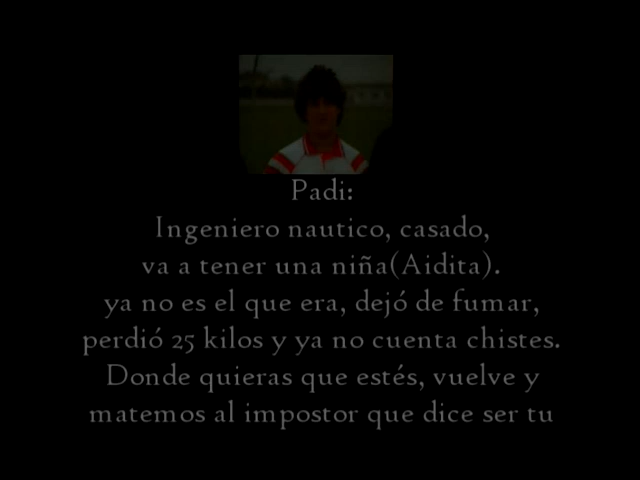 Padi:
Ingeniero nautico, casado,
va a tener una niña(Aidita).
ya no es el que era, dejó de fumar,
perdió 25 kilos y ya no cuenta chistes.
Donde quieras que estés, vuelve y
matemos al impostor que dice ser tu